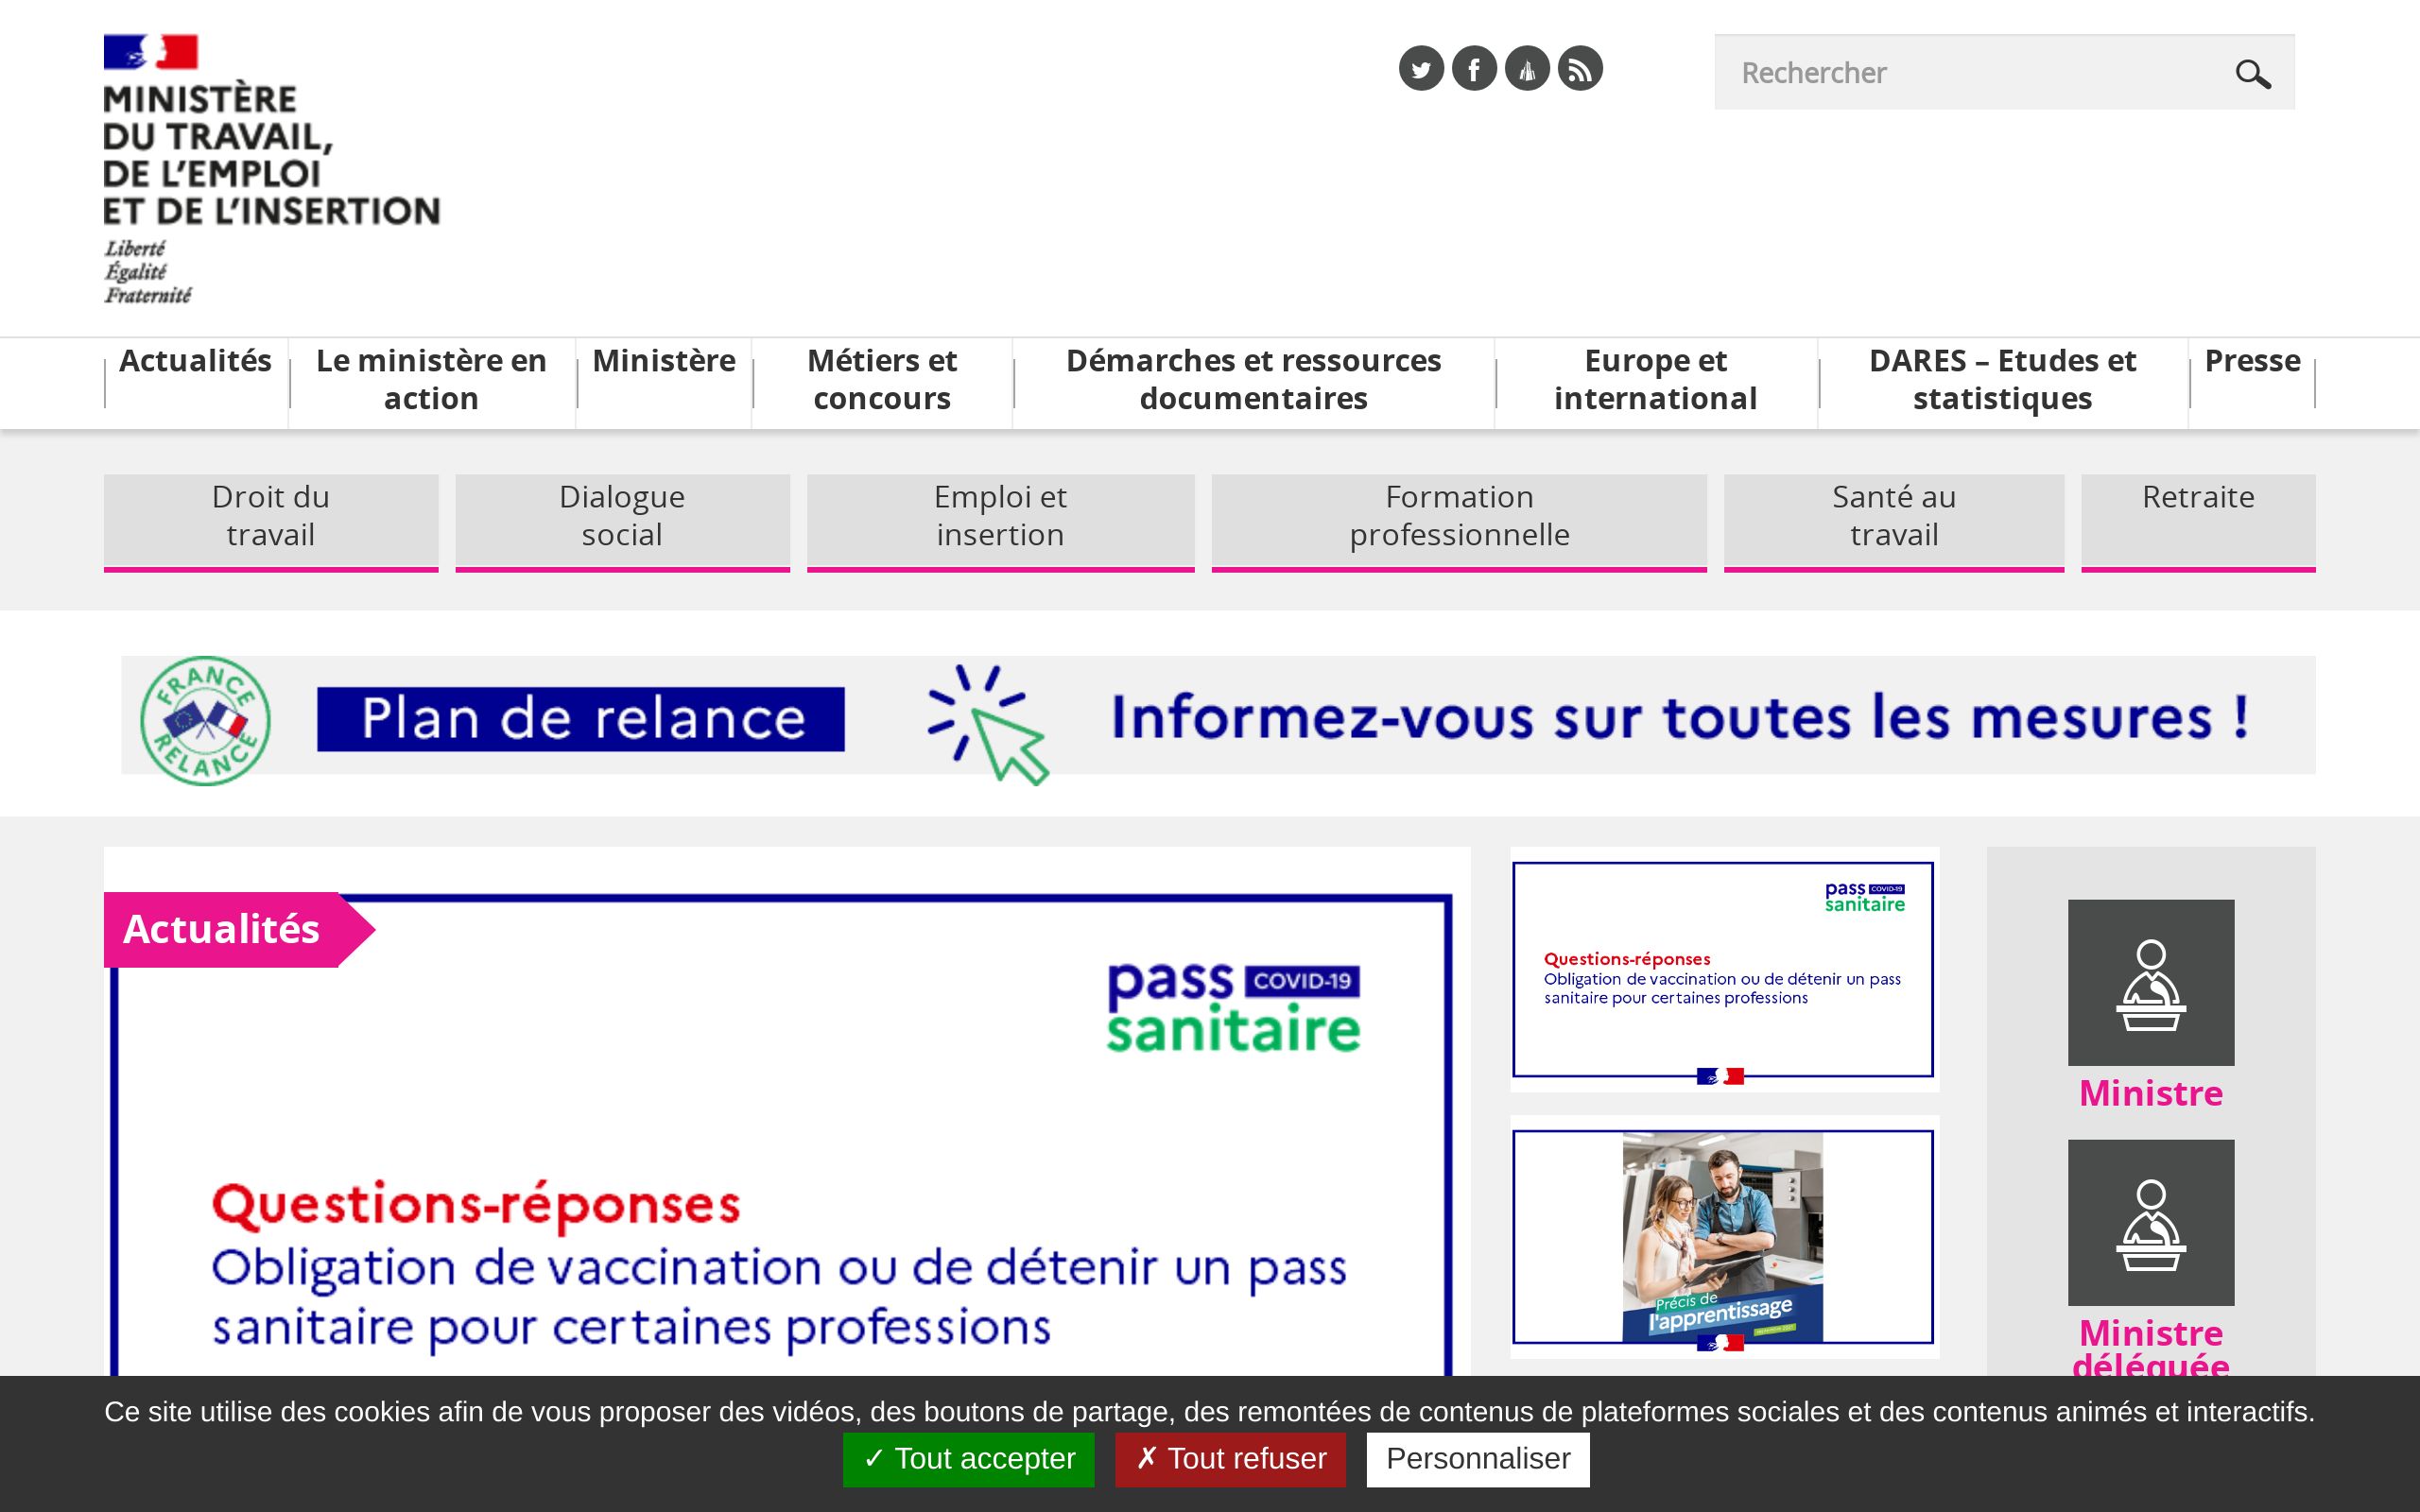 MINISTÈRE
DU TRAVAIL,
DE L'EMPLOI
ET DE L'INSERTION
Liberté
Égalité
Fraternité
Rechercher
Actualités
Le ministère en
action
Ministère
Métiers et
concours
Démarches et ressources
documentaires
Europe et
international
DARES – Etudes et
statistiques
Presse
Droit du
travail
Dialogue
social
Emploi et
insertion
Formation
professionnelle
Santé au
travail
Retraite
FRANCE
RELANCE
Plan de relance
Informez-vous sur toutes les mesures !
Actualités
pass COVID-19
sanitaire
Questions-réponses
Obligation de vaccination ou de détenir un pass
sanitaire pour certaines professions
pass COVID-19
sanitaire
Questions-réponses
Obligation de vaccination ou de détenir un pass
sanitaire pour certaines professions
Précis de
l'apprentissage
Ministre
Ministre
déléguée
Ce site utilise des cookies afin de vous proposer des vidéos, des boutons de partage, des remontées de contenus de plateformes sociales et des contenus animés et interactifs.
✓ Tout accepter
✗ Tout refuser
Personnaliser